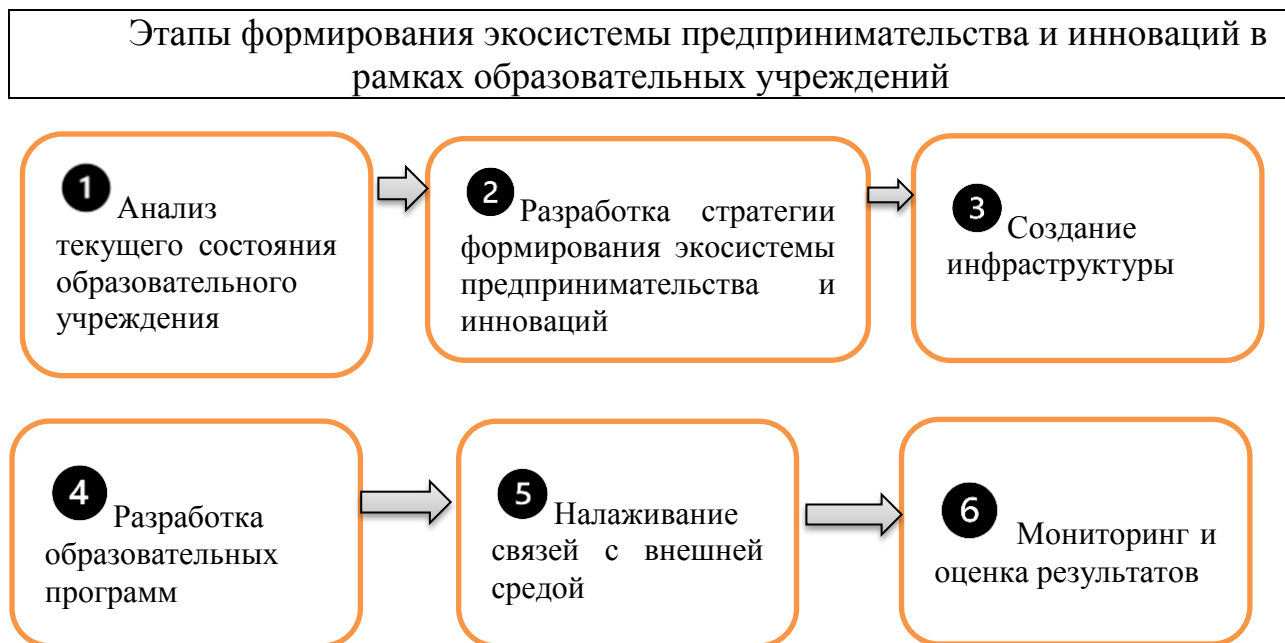 Этапы формирования экосистемы предпринимательства и инноваций в
рамках образовательных учреждений
1 Анализ
текущего состояния
образовательного
учреждения
2 Разработка стратегии
формирования экосистемы
предпринимательства и
инноваций
3 Создание
инфраструктуры
4 Разработка
образовательных
программ
5 Налаживание
связей с внешней
средой
6 Мониторинг и
оценка результатов